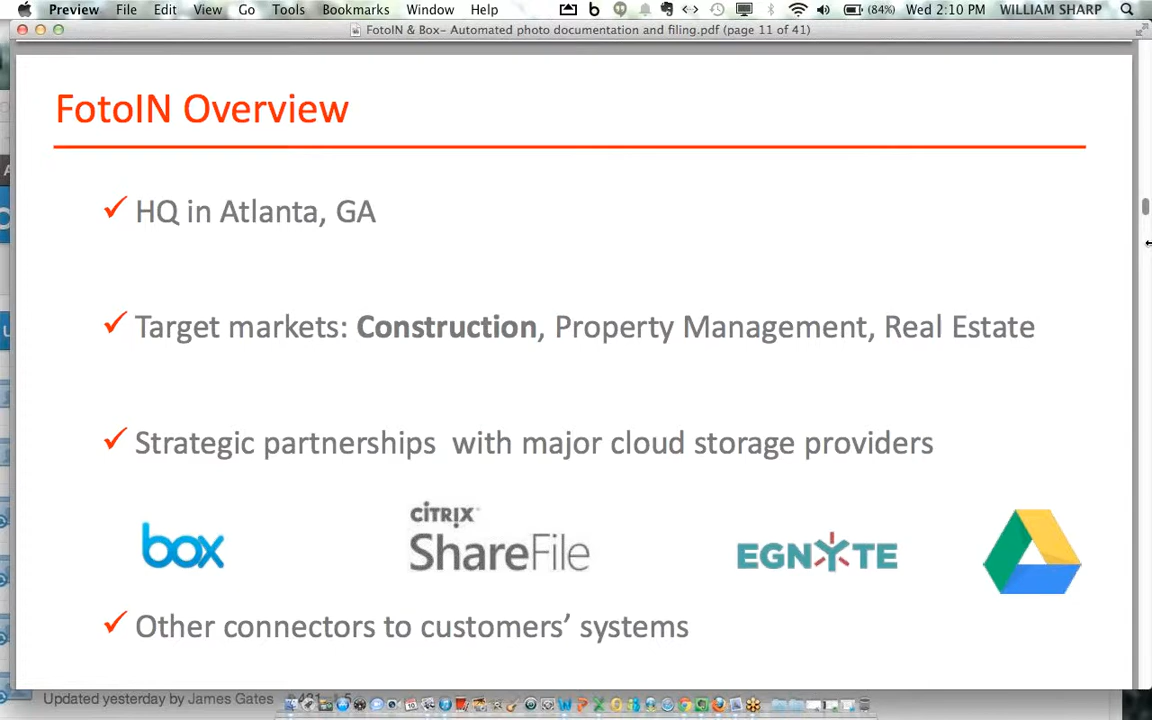 Preview File Edit View Go Tools Bookmarks Window Help (84%) Wed 2:10 PM WILLIAM SHARP
FotoIN & Box– Automated photo documentation and filing.pdf (page 11 of 41)
FotoIN Overview
HQ in Atlanta, GA
Target markets: Construction, Property Management, Real Estate
Strategic partnerships with major cloud storage providers
box
CITRIX
ShareFile
EGNYTE
Other connectors to customers’ systems
Updated yesterday by James Gates